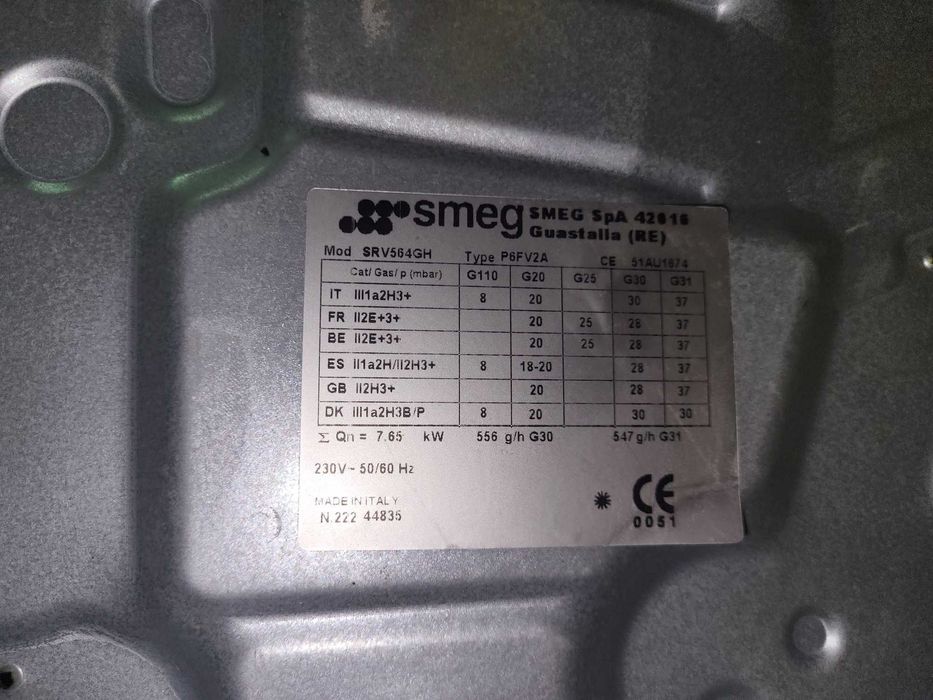 smeg SMEG SpA 42016
Guastalla (RE)
Mod SRV564GH Type P6FV2A CE 51AU1674
Cat/ Gas/ p (mbar) G110 G20 G25 G30 G31
IT III1a2H3+ 8 20 30 37
FR II2E+3+ 20 25 28 37
BE II2E+3+ 20 25 28 37
ES II1a2H/II2H3+ 8 18-20 28 37
GB II2H3+ 20 28 37
DK III1a2H3B/P 8 20 30 30
Σ Qn = 7.65 kW 556 g/h G30 547 g/h G31
230V~ 50/60 Hz
MADE IN ITALY
N.222 44835
CE
0051